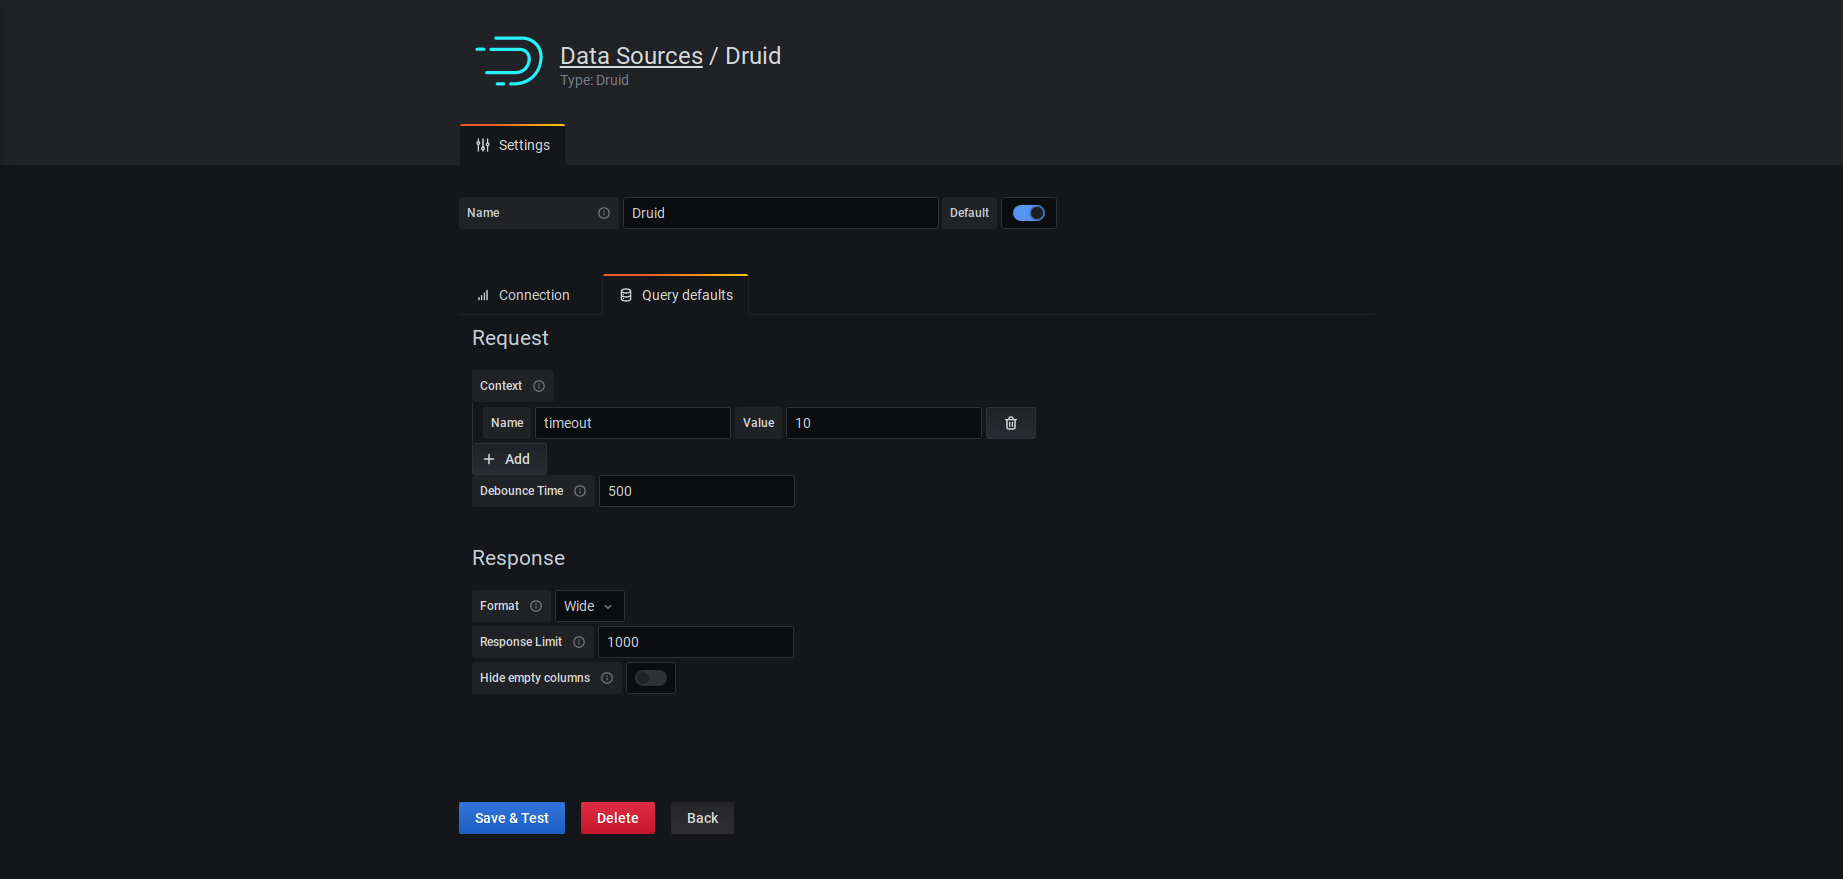 Data Sources / Druid
Type: Druid
Settings
Name Druid Default
Connection Query defaults
Request
Context
Name timeout Value 10
Add
Debounce Time 500
Response
Format Wide
Response Limit 1000
Hide empty columns
Save & Test Delete Back